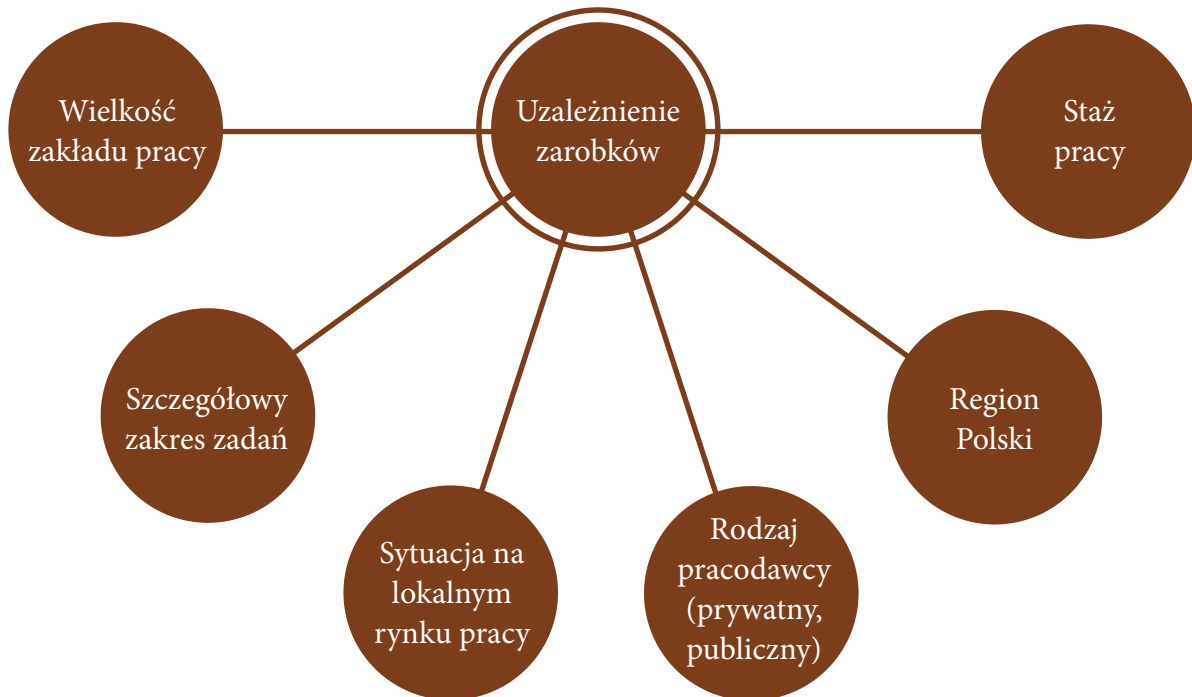 Wielkość
zakładu pracy
Uzależnienie
zarobków
Staż
pracy
Szczegółowy
zakres zadań
Region
Polski
Sytuacja na
lokalnym
rynku pracy
Rodzaj
pracodawcy
(prywatny,
publiczny)